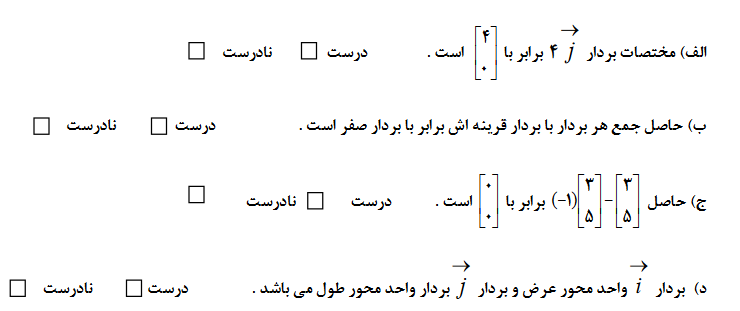 الف) مختصات بردار ۴ j⃗ برابر با [۴ ۰] است . درست □ نادرست □
ب) حاصل جمع هر بردار با بردار قرینه اش برابر با بردار صفر است . درست □ نادرست □
ج) حاصل [۳ ۵] - [۳ ۵](-۱) برابر با [۰ ۰] است . درست □ نادرست □
د) بردار i⃗ واحد محور عرض و بردار j⃗ بردار واحد محور طول می باشد . درست □ نادرست □